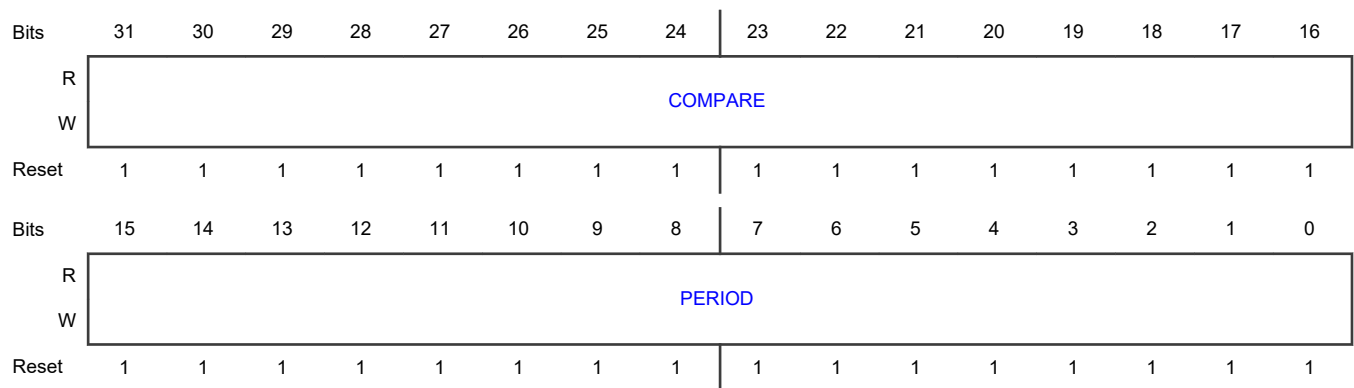 Bits 31 30 29 28 27 26 25 24 23 22 21 20 19 18 17 16
R
COMPARE
W
Reset 1 1 1 1 1 1 1 1 1 1 1 1 1 1 1 1
Bits 15 14 13 12 11 10 9 8 7 6 5 4 3 2 1 0
R
PERIOD
W
Reset 1 1 1 1 1 1 1 1 1 1 1 1 1 1 1 1